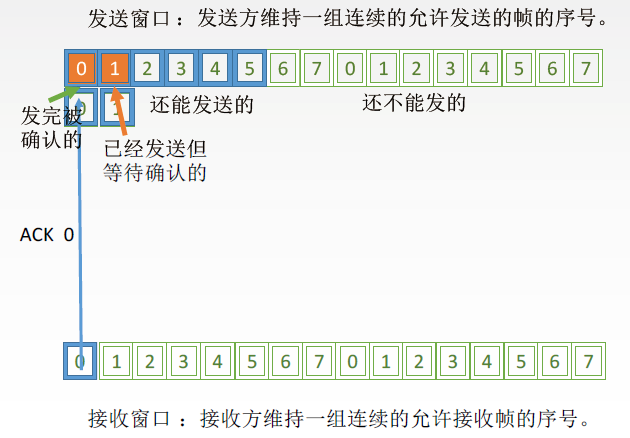 发送窗口：发送方维持一组连续的允许发送的帧的序号。
0 1 2 3 4 5 6 7 0 1 2 3 4 5 6 7
0 1
发完被
确认的
还能发送的
还不能发的
已经发送但
等待确认的
ACK 0
0 1 2 3 4 5 6 7 0 1 2 3 4 5 6 7
接收窗口：接收方维持一组连续的允许接收帧的序号。